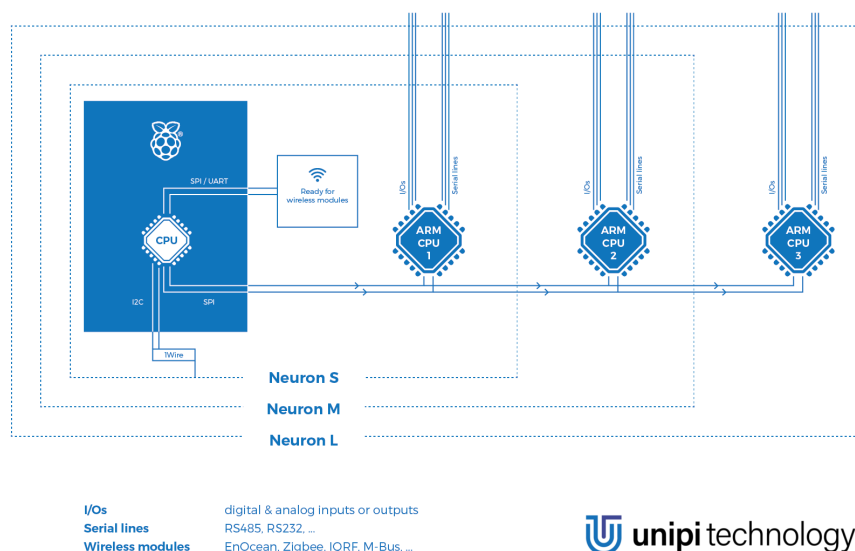 SPI / UART
Ready for
wireless modules
I/Os
Serial lines
I/Os
Serial lines
I/Os
Serial lines
CPU
ARM
CPU
1
ARM
CPU
2
ARM
CPU
3
I2C
SPI
1Wire
Neuron S
Neuron M
Neuron L
I/Os digital & analog inputs or outputs
Serial lines RS485, RS232, ...
Wireless modules EnOcean, Zigbee, IQRF, M-Bus, ...
unipi technology